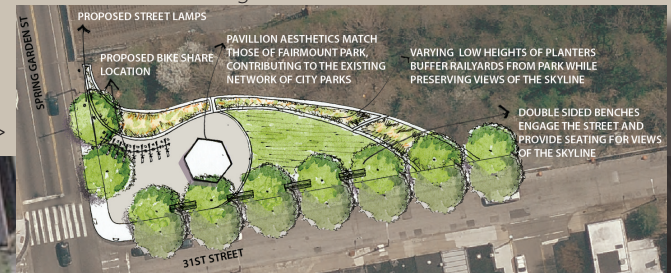 PROPOSED STREET LAMPS
SPRING GARDEN ST
PROPOSED BIKE SHARE
LOCATION
PAVILLION AESTHETICS MATCH
THOSE OF FAIRMOUNT PARK,
CONTRIBUTING TO THE EXISTING
NETWORK OF CITY PARKS
VARYING LOW HEIGHTS OF PLANTERS
BUFFER RAILYARDS FROM PARK WHILE
PRESERVING VIEWS OF THE SKYLINE
DOUBLE SIDED BENCHES
ENGAGE THE STREET AND
PROVIDE SEATING FOR VIEWS
OF THE SKYLINE
31ST STREET